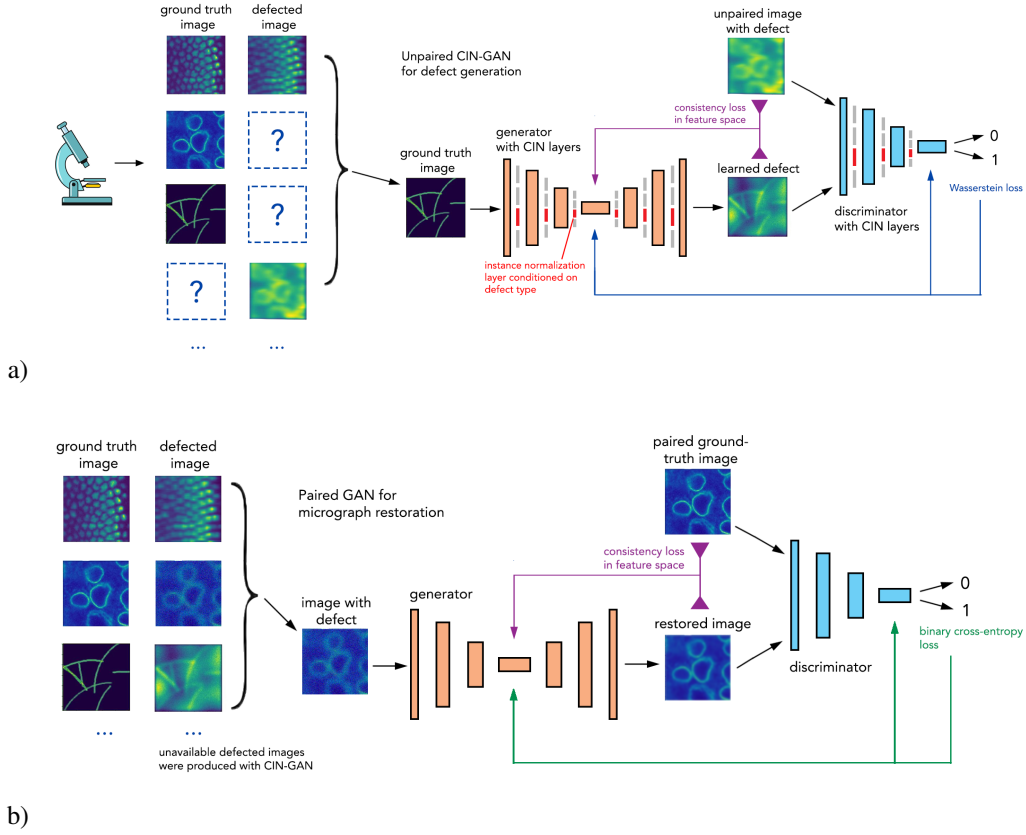 ground truth
image
defected
image
?
?
?
...
...
Unpaired CIN-GAN
for defect generation
ground truth
image
generator
with CIN layers
instance normalization
layer conditioned on
defect type
unpaired image
with defect
consistency loss
in feature space
learned defect
discriminator
with CIN layers
0
1
Wasserstein loss
a)
ground truth
image
defected
image
...
...
unavailable defected images
were produced with CIN-GAN
Paired GAN for
micrograph restoration
image with
defect
generator
paired ground-
truth image
consistency loss
in feature space
restored image
discriminator
0
1
binary cross-entropy
loss
b)